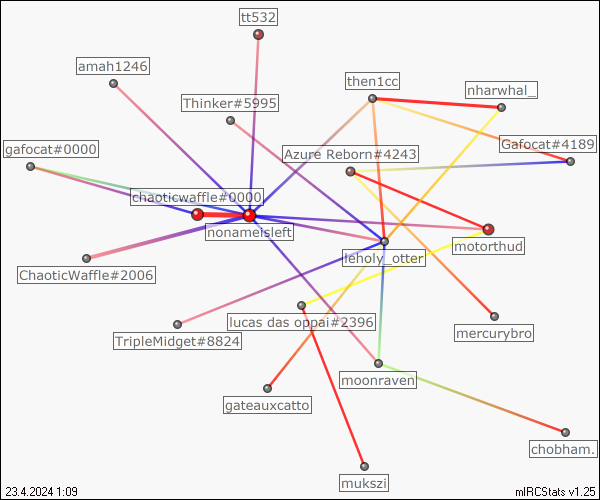 tt532
amah1246
then1cc
nharwhal_
Thinker#5995
gafocat#0000
Azure Reborn#4243
Gafocat#4189
chaoticwaffle#0000
nonameisleft
motorthud
leholy_otter
ChaoticWaffle#2006
lucas das oppai#2396
mercurybro
TripleMidget#8824
moonraven
gateauxcatto
chobham.
mukszi
23.4.2024 1:09
mIRCStats v1.25